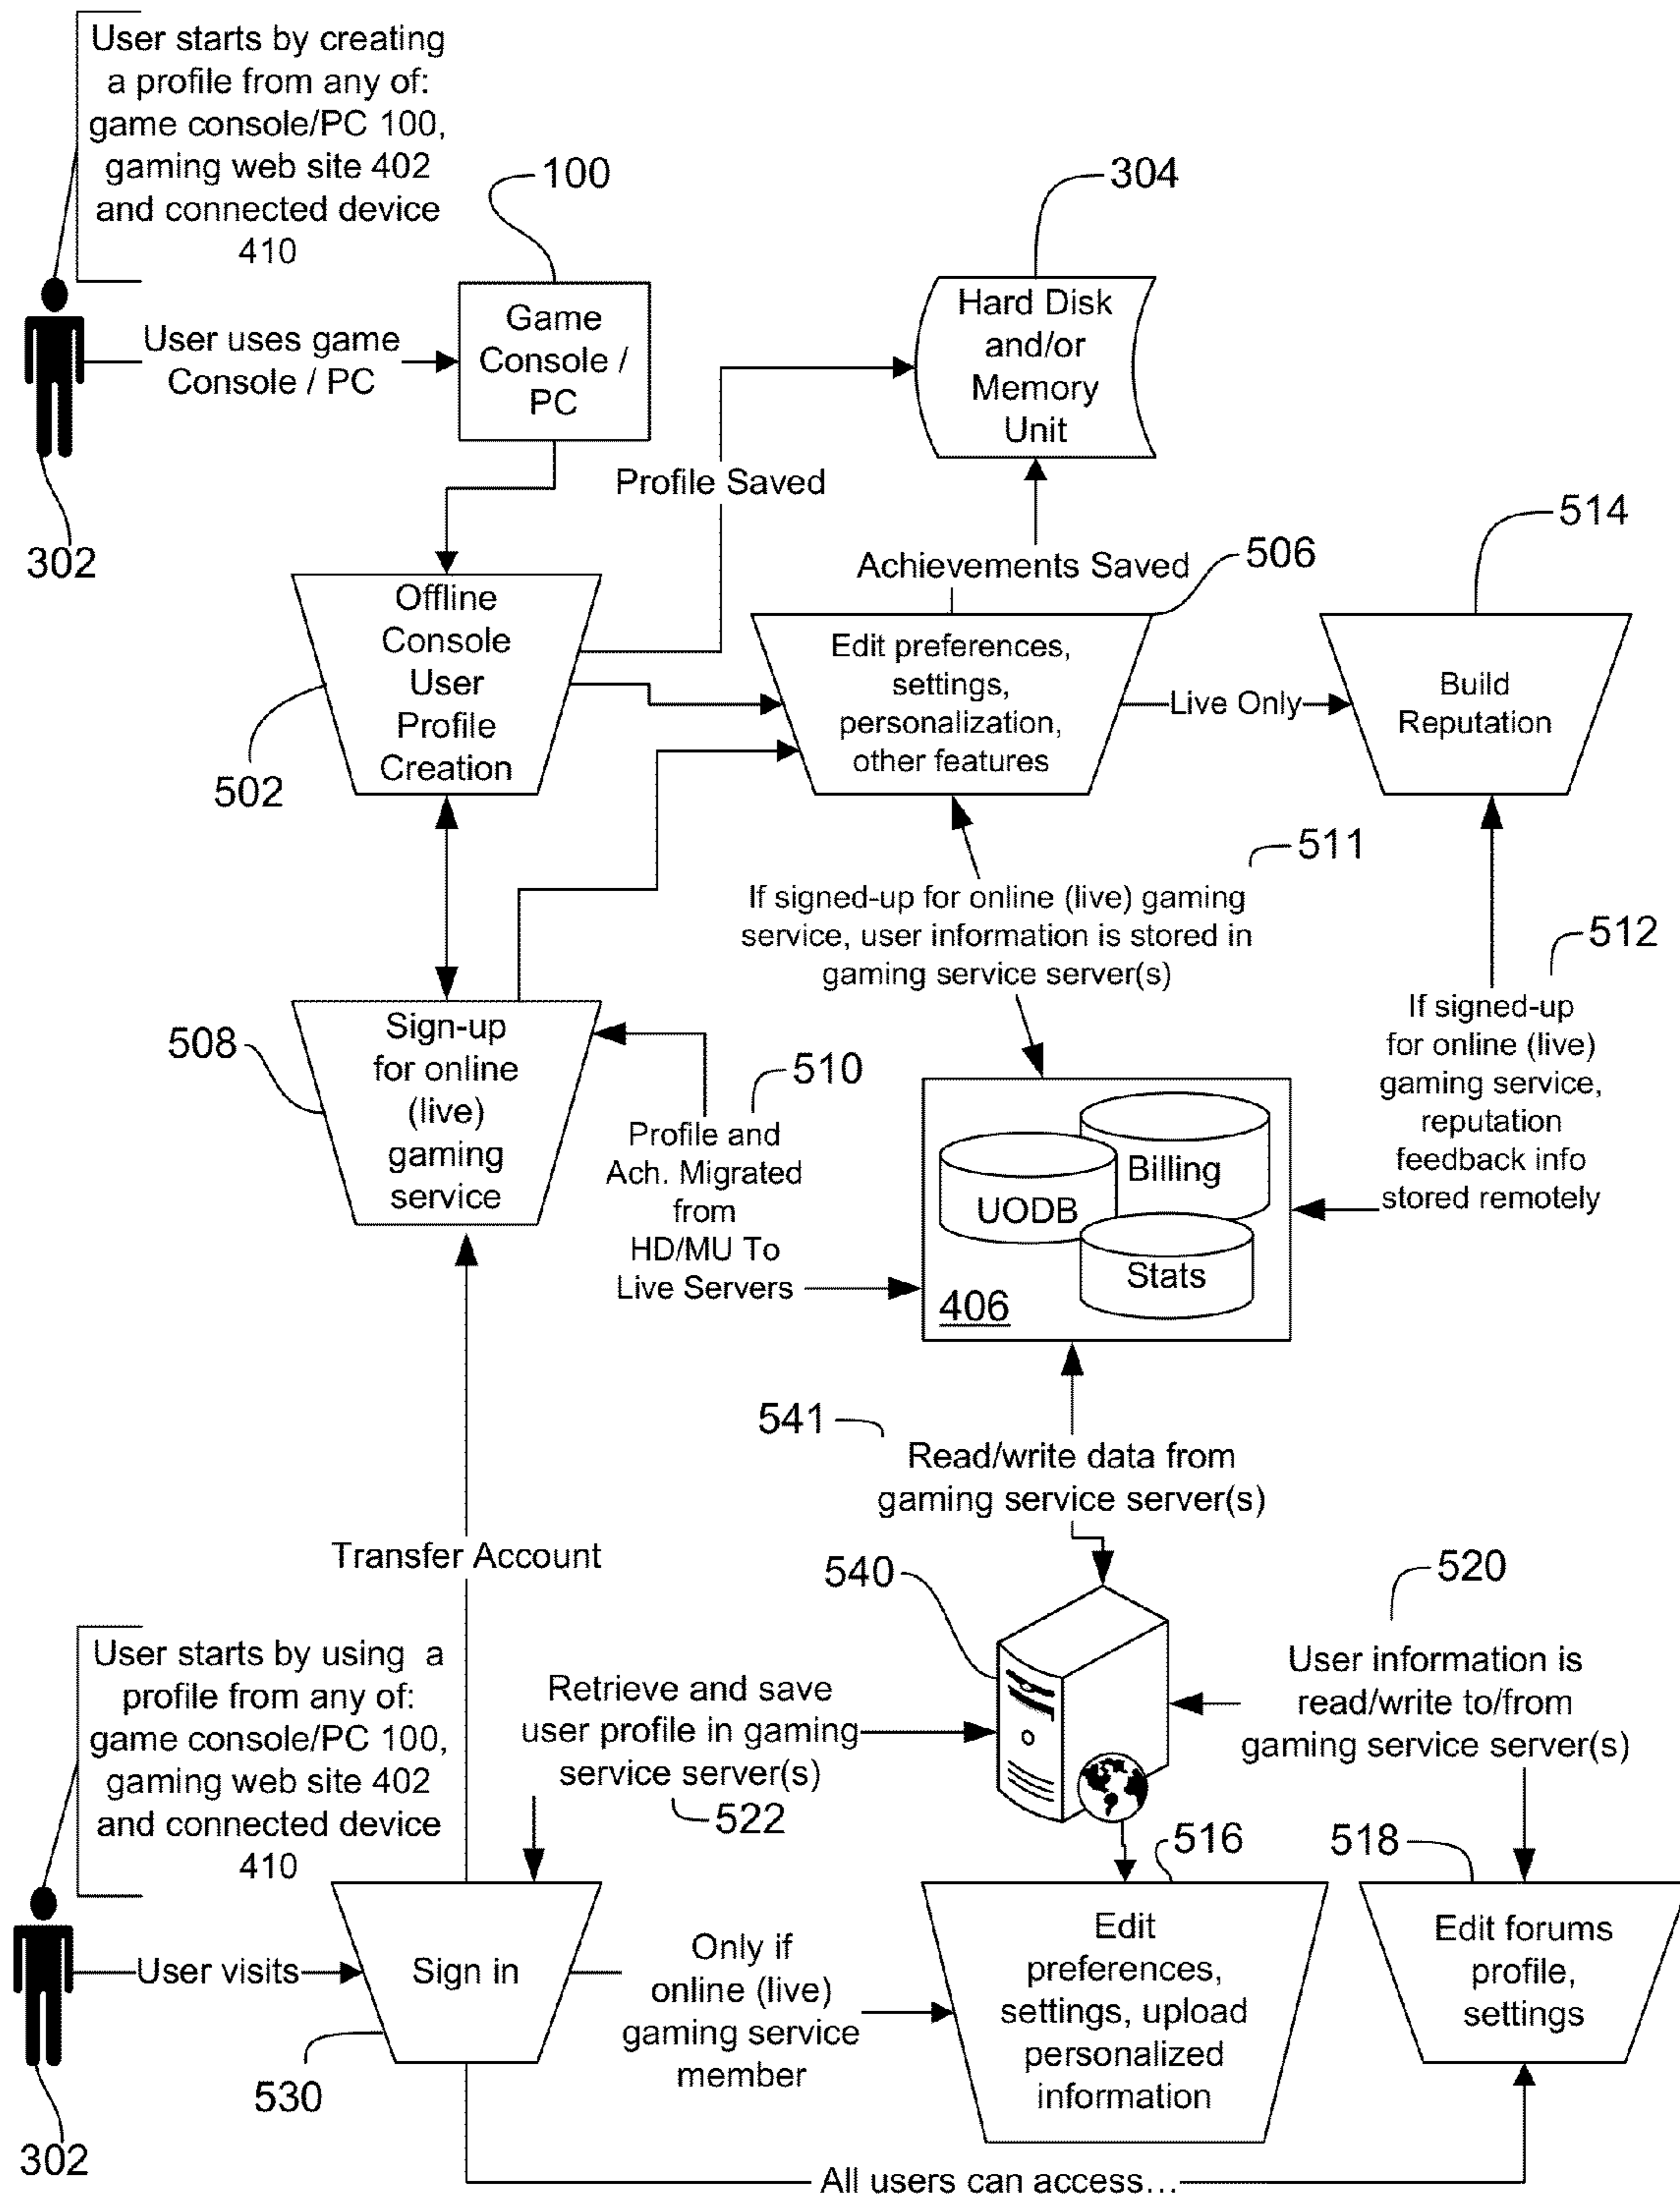 User starts by creating
a profile from any of:
game console/PC 100,
gaming web site 402
and connected device
410
100
304
User uses game
Console / PC
Game
Console /
PC
Hard Disk
and/or
Memory
Unit
302
Profile Saved
Achievements Saved
506
514
Offline
Console
User
Profile
Creation
502
Edit preferences,
settings,
personalization,
other features
Live Only
Build
Reputation
511
If signed-up for online (live) gaming
service, user information is stored in
gaming service server(s)
512
If signed-up
for online (live)
gaming service,
reputation
feedback info
stored remotely
508
Sign-up
for online
(live)
gaming
service
510
Profile and
Ach. Migrated
from
HD/MU To
Live Servers
Billing
UODB
Stats
406
541
Read/write data from
gaming service server(s)
Transfer Account
540
520
User information is
read/write to/from
gaming service server(s)
User starts by using a
profile from any of:
game console/PC 100,
gaming web site 402
and connected device
410
Retrieve and save
user profile in gaming
service server(s)
522
516
518
302
User visits
Sign in
530
Only if
online (live)
gaming service
member
Edit
preferences,
settings, upload
personalized
information
Edit forums
profile,
settings
All users can access...